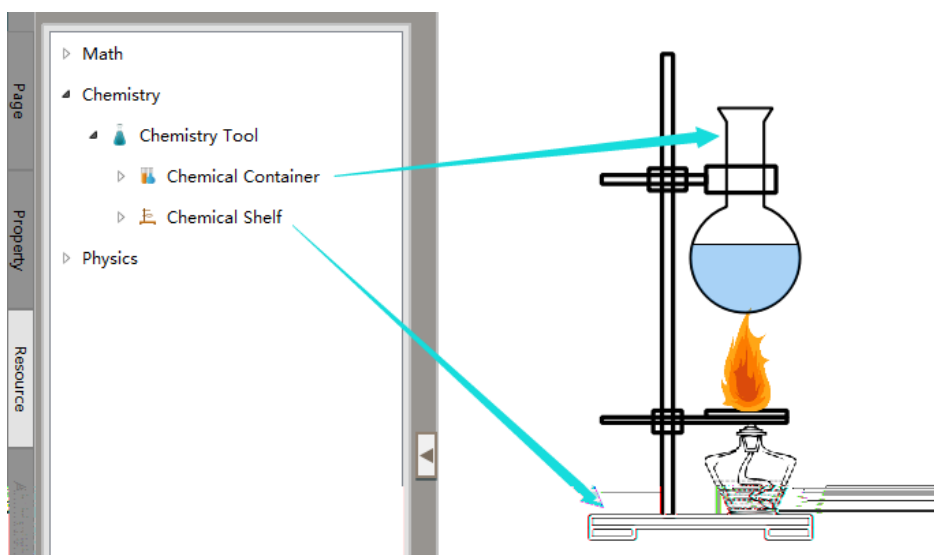 Page
Property
Resource
Math
Chemistry
Chemistry Tool
Chemical Container
Chemical Shelf
Physics